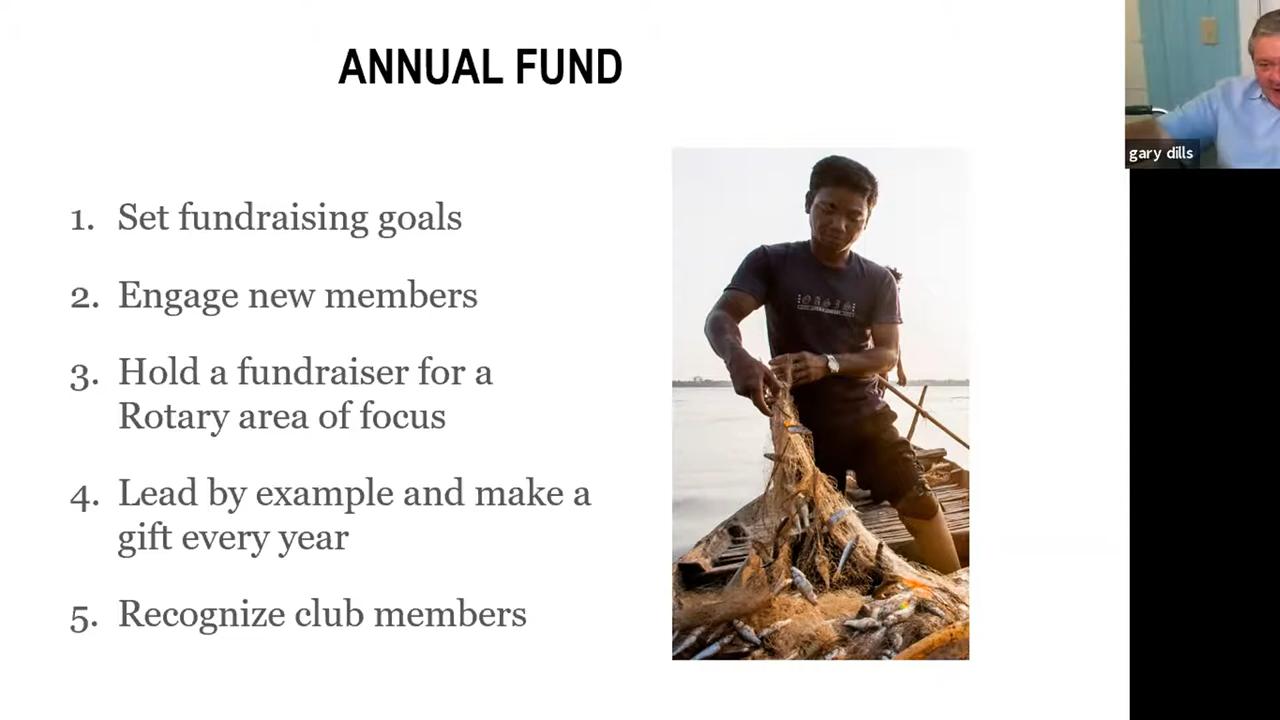 ANNUAL FUND
1. Set fundraising goals
2. Engage new members
3. Hold a fundraiser for a
Rotary area of focus
4. Lead by example and make a
gift every year
5. Recognize club members
gary dills